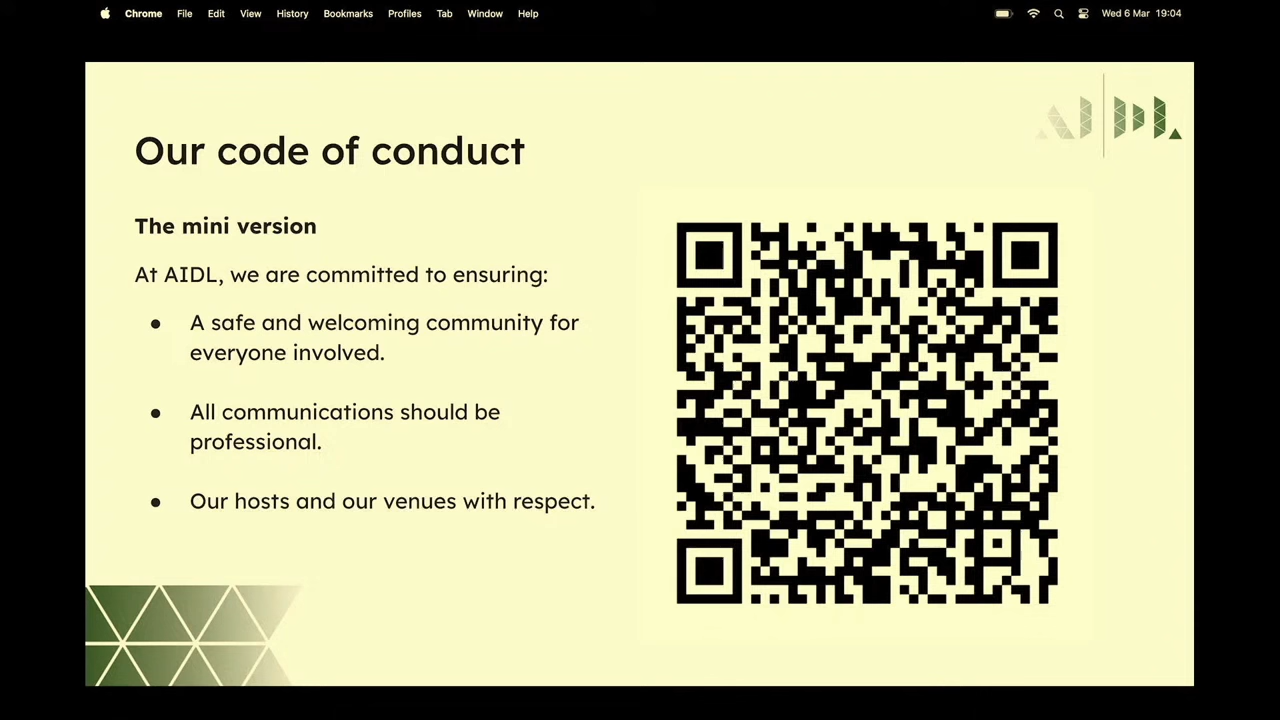 Chrome File Edit View History Bookmarks Profiles Tab Window Help Wed 6 Mar 19:04
AIDL
Our code of conduct
The mini version
At AIDL, we are committed to ensuring:
● A safe and welcoming community for
everyone involved.
● All communications should be
professional.
● Our hosts and our venues with respect.